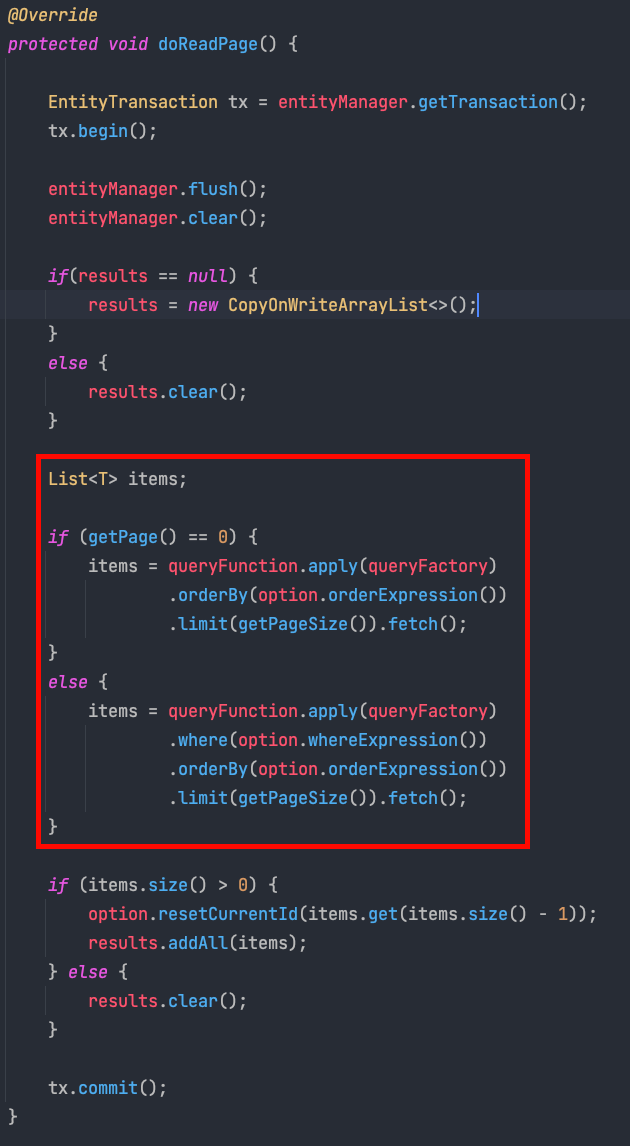 @Override
protected void doReadPage() {
EntityTransaction tx = entityManager.getTransaction();
tx.begin();
entityManager.flush();
entityManager.clear();
if(results == null) {
results = new CopyOnWriteArrayList<>();
}
else {
results.clear();
}
List<T> items;
if (getPage() == 0) {
items = queryFunction.apply(queryFactory)
.orderBy(option.orderExpression())
.limit(getPageSize()).fetch();
}
else {
items = queryFunction.apply(queryFactory)
.where(option.whereExpression())
.orderBy(option.orderExpression())
.limit(getPageSize()).fetch();
}
if (items.size() > 0) {
option.resetCurrentId(items.get(items.size() - 1));
results.addAll(items);
} else {
results.clear();
}
tx.commit();
}